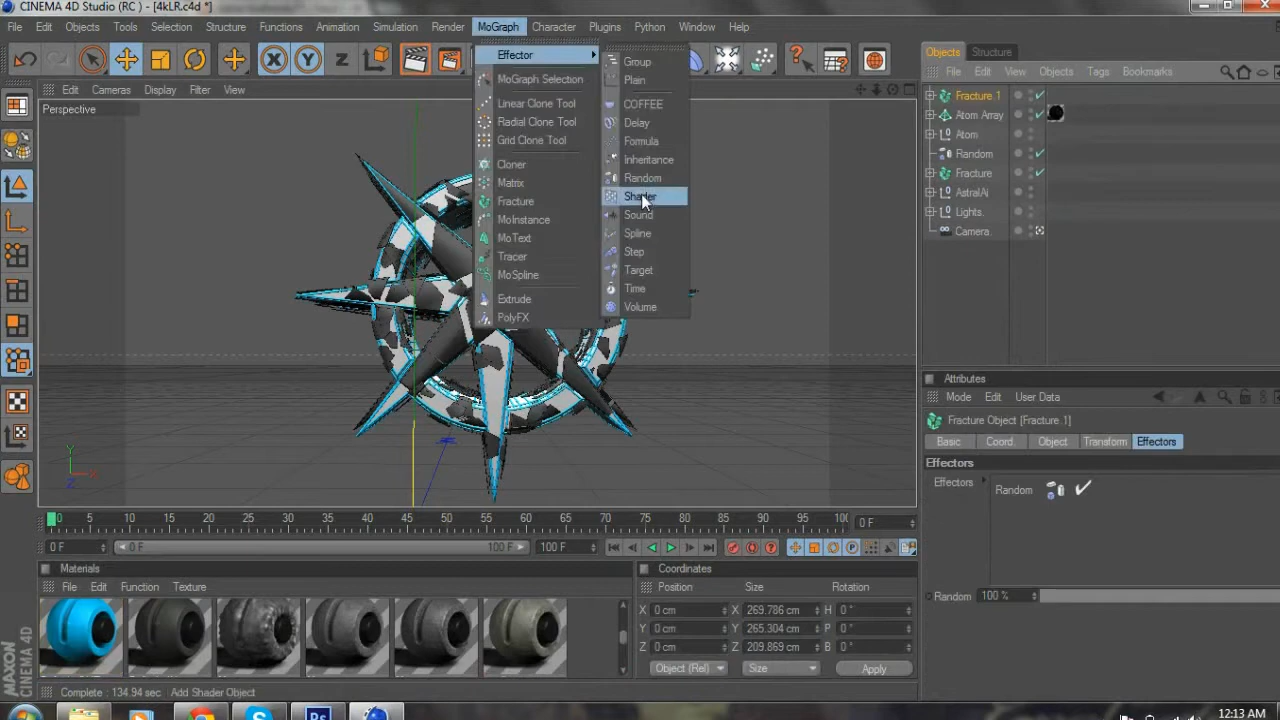 CINEMA 4D Studio (RC ) - [4kLR.c4d *]
File Edit Objects Tools Selection Structure Functions Animation Simulation Render MoGraph Character Plugins Python Window Help
X Y Z
Edit Cameras Display Filter View
Perspective
Effector
MoGraph Selection
Linear Clone Tool
Radial Clone Tool
Grid Clone Tool
Cloner
Matrix
Fracture
MoInstance
MoText
Tracer
MoSpline
Extrude
PolyFX
Group
Plain
COFFEE
Delay
Formula
Inheritance
Random
Shader
Sound
Spline
Step
Target
Time
Volume
Objects Structure
File Edit View Objects Tags Bookmarks
Fracture.1
Atom Array
Atom
Random
Fracture
AstralAi
Lights.
Camera.
Attributes
Mode Edit User Data
Fracture Object [Fracture.1]
Basic Coord. Object Transform Effectors
Effectors
Effectors Random
Random 100 %
Y X Z
0 5 10 15 20 25 30 35 40 45 50 55 60 65 70 75 80 85 90 95 100 0 F
0 F 0 F 100 F 100 F
Materials
File Edit Function Texture
Coordinates
Position Size Rotation
X 0 cm X 269.786 cm H 0 °
Y 0 cm Y 265.304 cm P 0 °
Z 0 cm Z 209.869 cm B 0 °
Object (Rel) Size Apply
MAXON CINEMA 4D
Complete : 134.94 sec Add Shader Object
Ps
12:13 AM